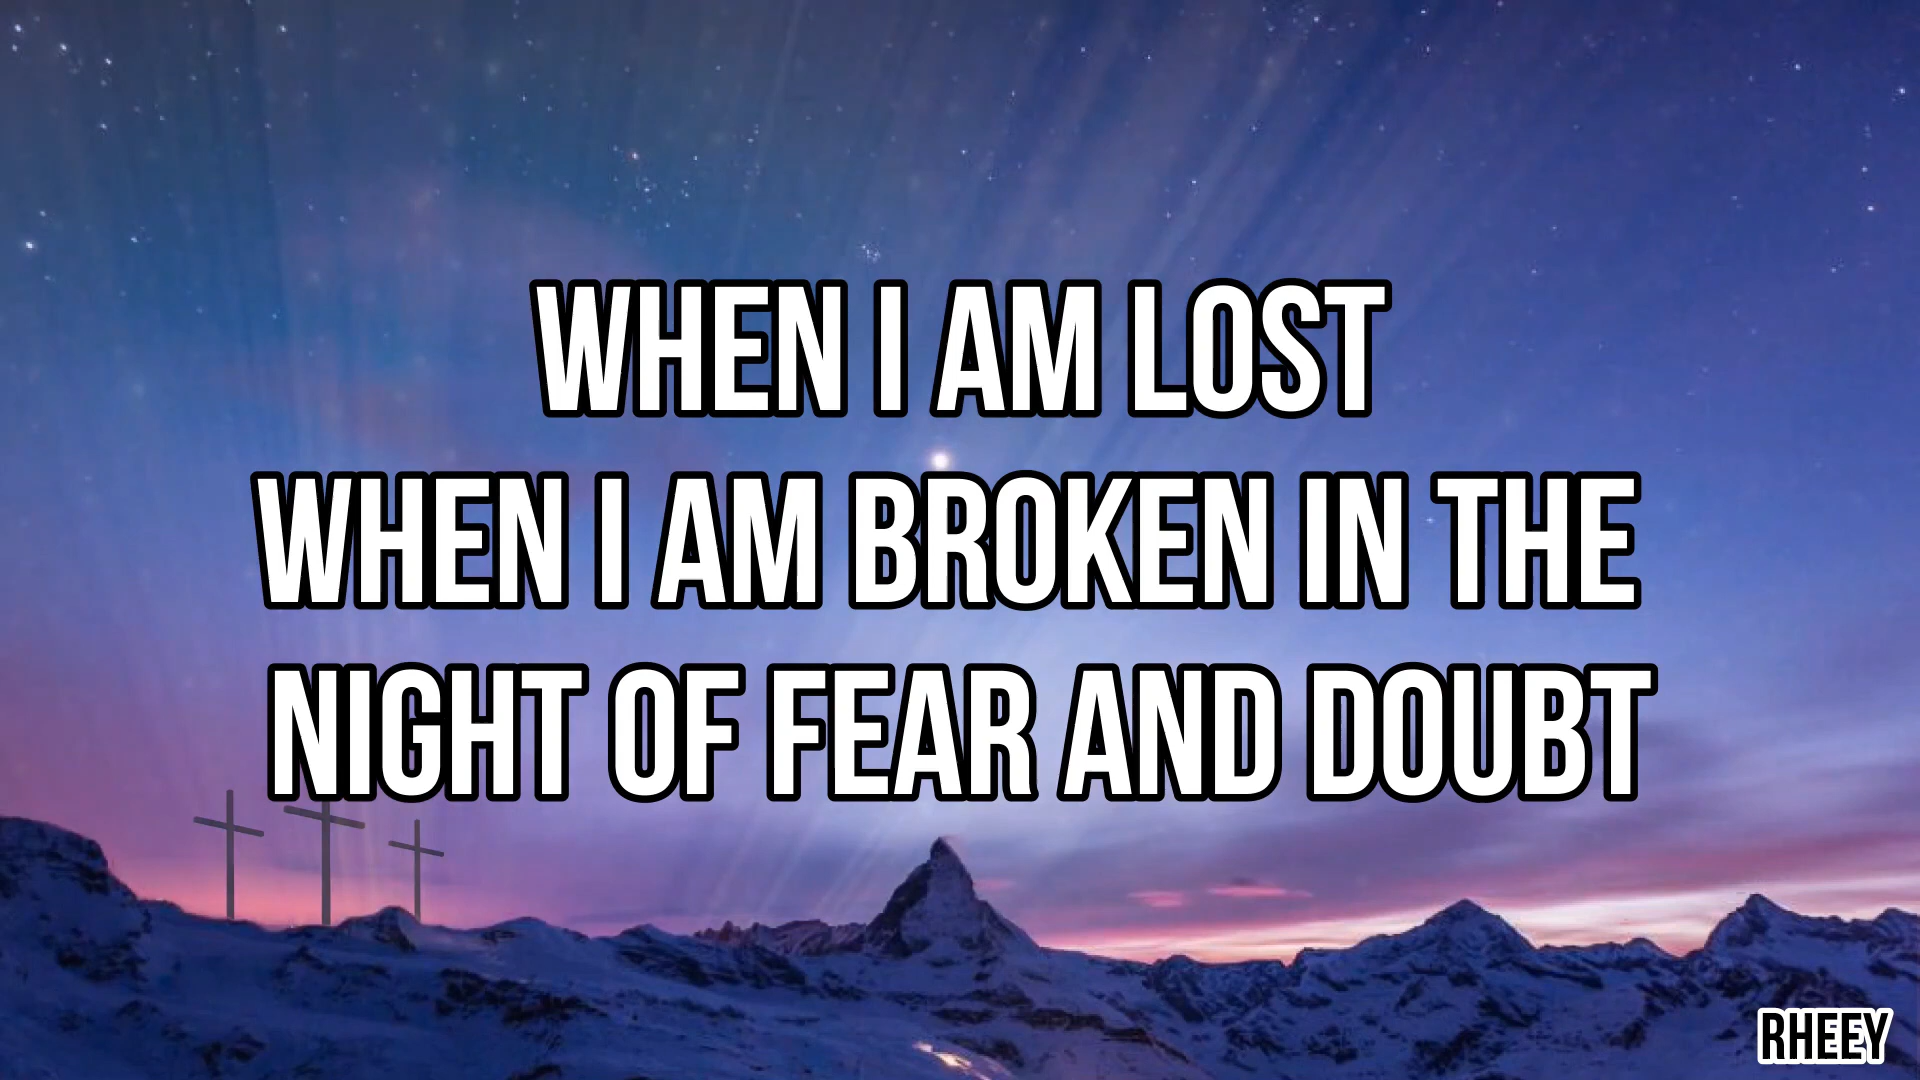 WHEN I AM LOST
WHEN I AM BROKEN IN THE
NIGHT OF FEAR AND DOUBT
RHEEY